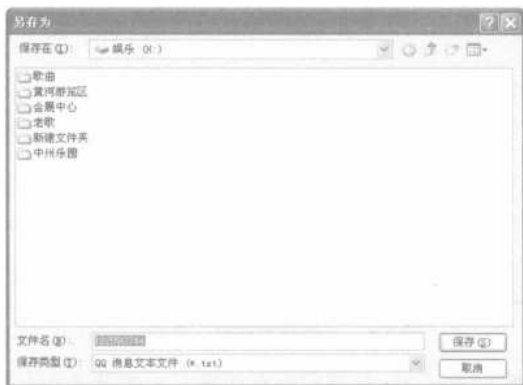 另存为
保存在(I): 娱乐 (H:)
歌曲
黄河游览区
会展中心
老歌
新建文件夹
中州乐园
文件名(N):
保存(S)
保存类型(T): QQ 消息文本文件 (*.txt)
取消